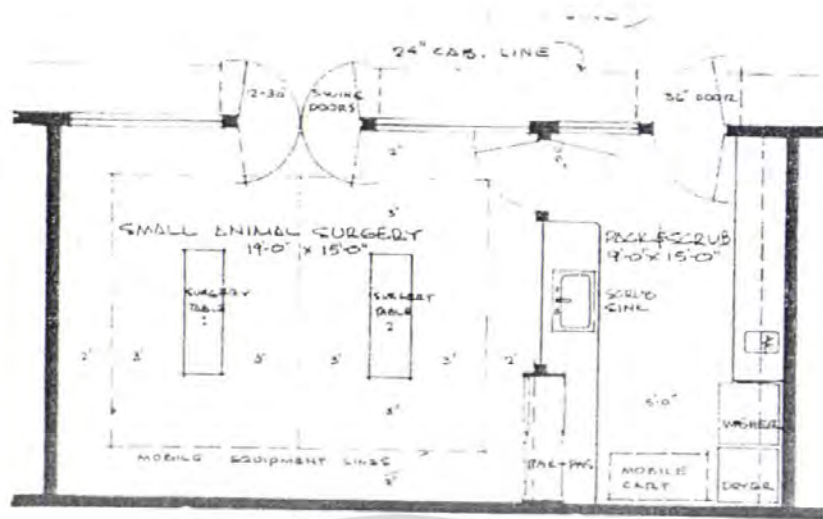 24" CAB. LINE
2-30"
SWING
DOORS
36" DOOR
2'
3'
SMALL ANIMAL SURGERY
19'-0" x 15'-0"
PACK & SCRUB
9'-0" x 15'-0"
SURGERY
TABLE
1
SURGERY
TABLE
2
SCRUB
SINK
2'
3'
3'
3'
3'
2'
3'
5'-0"
WASHER
MOBILE EQUIPMENT LINES
2'
MOBILE
CART
DRYER